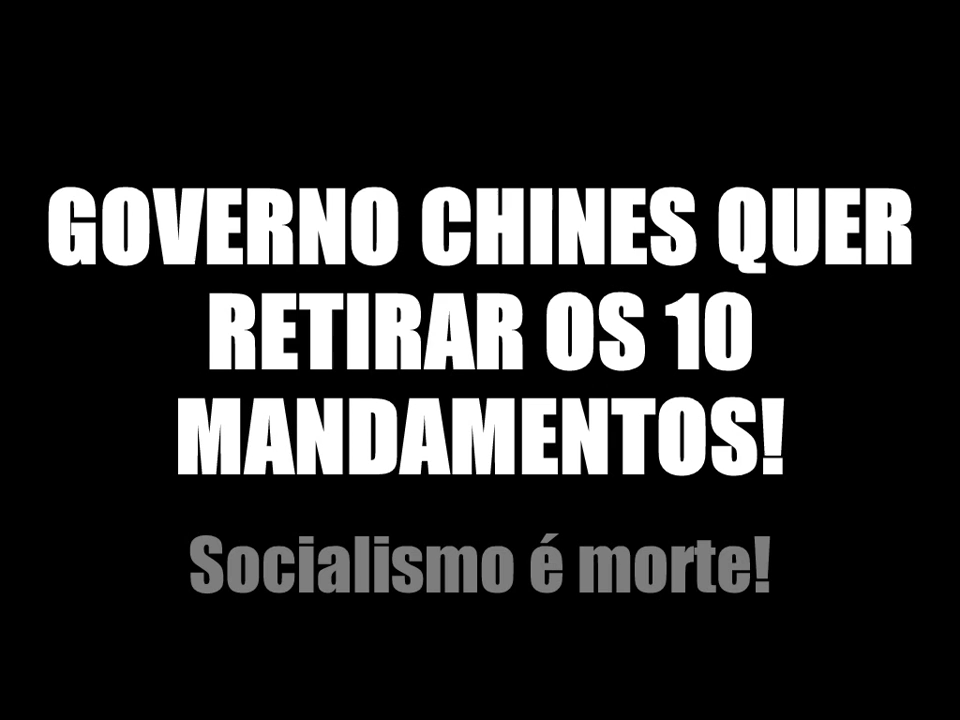 GOVERNO CHINES QUER
RETIRAR OS 10
MANDAMENTOS!
Socialismo é morte!